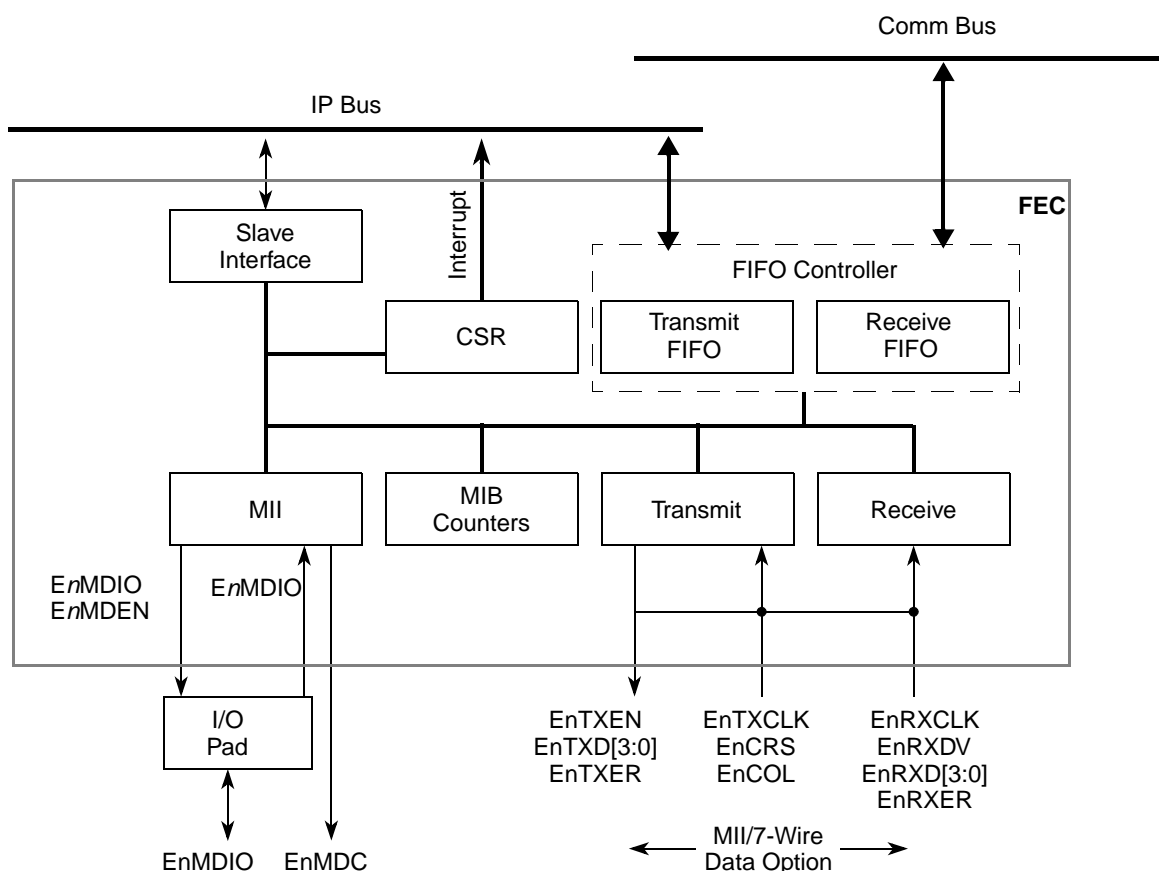 Comm Bus
IP Bus
FEC
Slave
Interface
Interrupt
FIFO Controller
CSR
Transmit
FIFO
Receive
FIFO
MII
MIB
Counters
Transmit
Receive
EnMDIO
EnMDEN
EnMDIO
I/O
Pad
EnTXEN
EnTXD[3:0]
EnTXER
EnTXCLK
EnCRS
EnCOL
EnRXCLK
EnRXDV
EnRXD[3:0]
EnRXER
MII/7-Wire
Data Option
EnMDIO
EnMDC